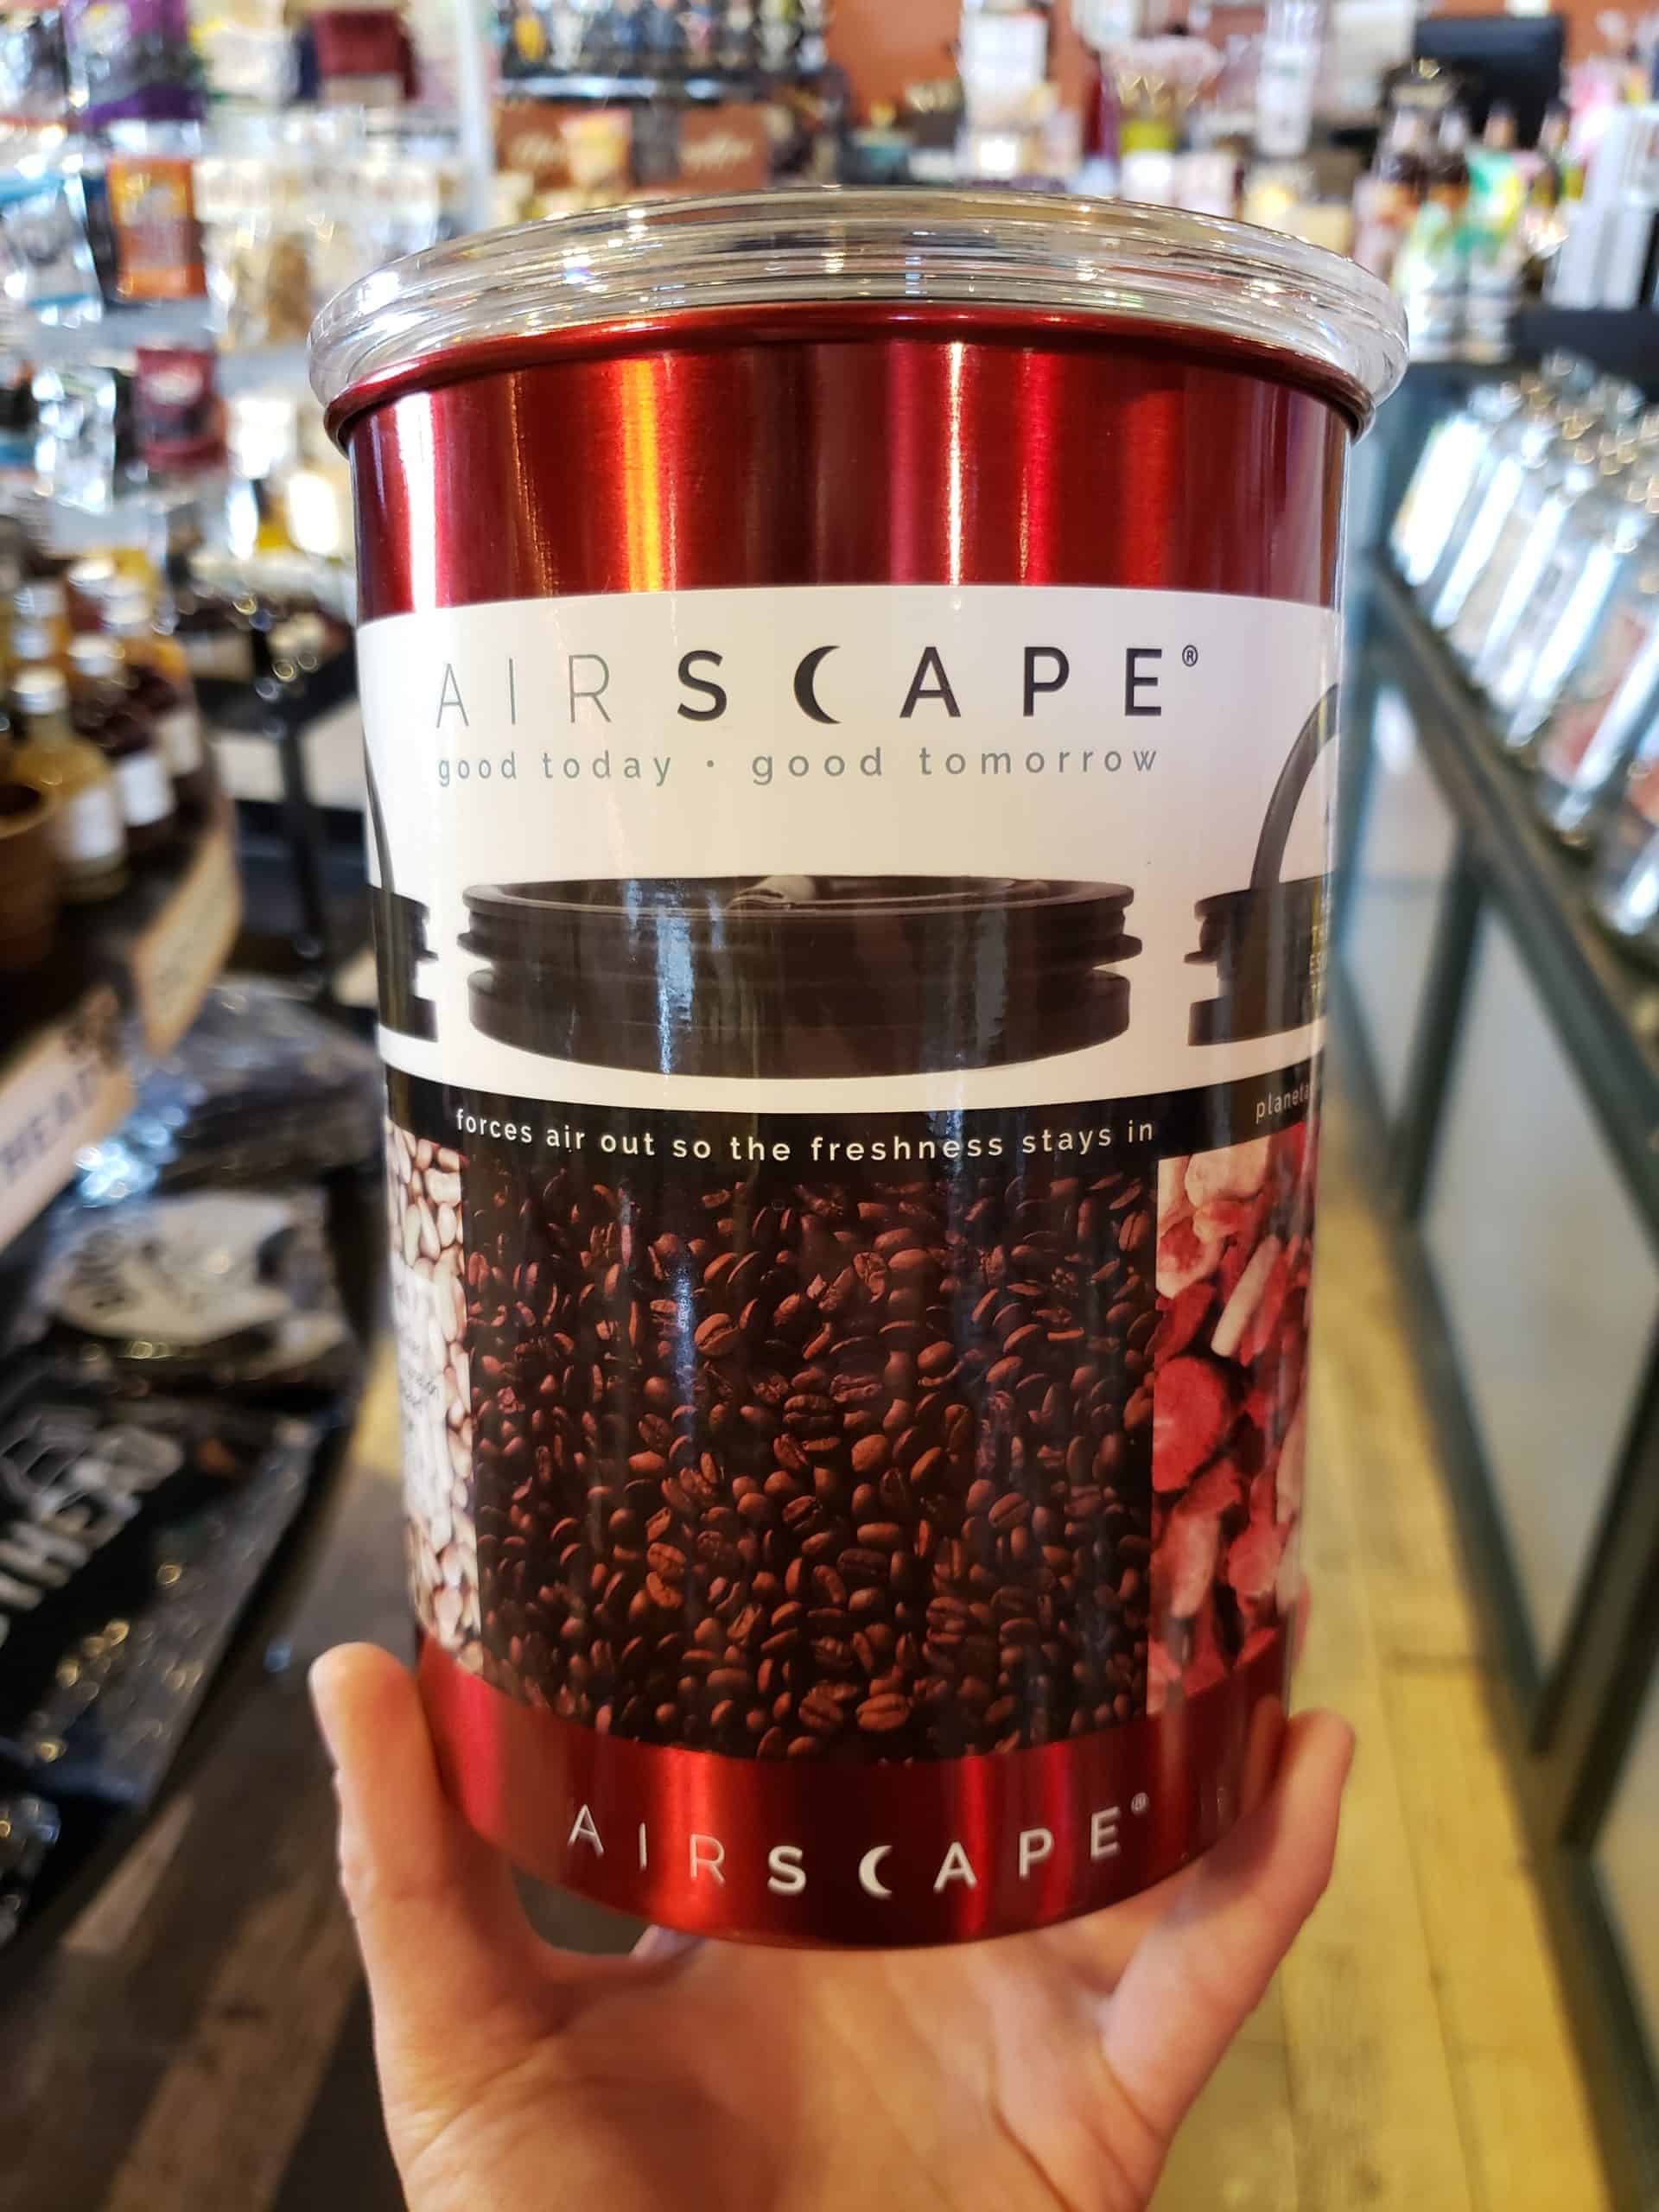 AIRSCAPE®
good today · good tomorrow
forces air out so the freshness stays in
AIRSCAPE®